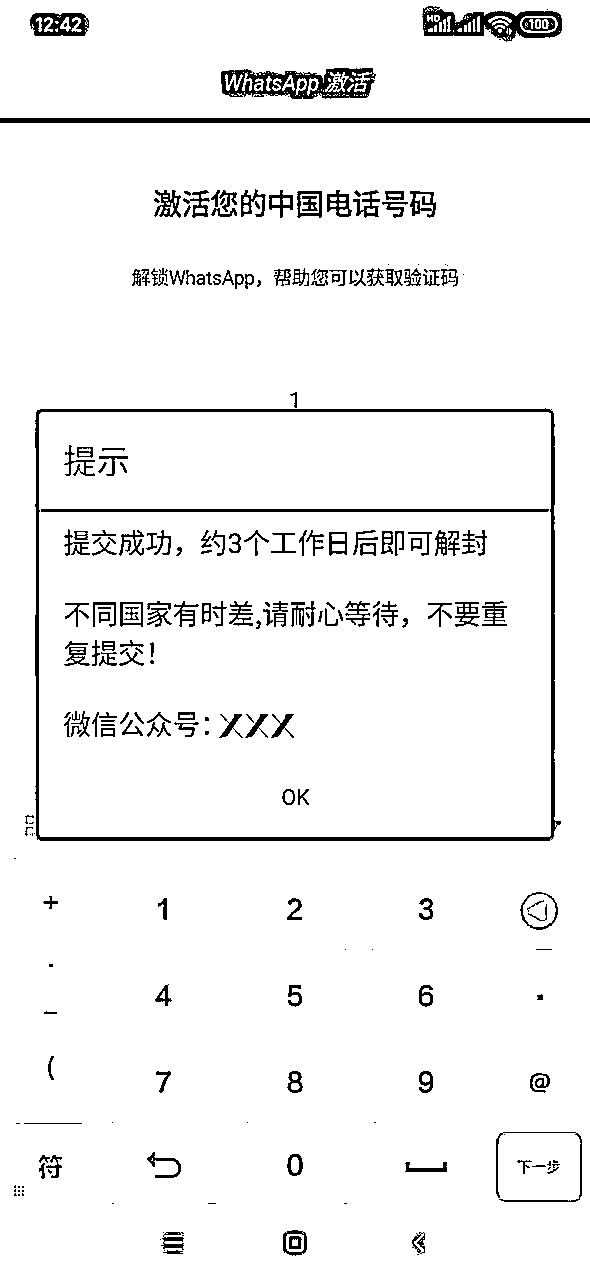 12:42
HD
100
WhatsApp 激活
激活您的中国电话号码
解锁WhatsApp，帮助您可以获取验证码
1
提示
提交成功，约3个工作日后即可解封
不同国家有时差,请耐心等待，不要重
复提交！
微信公众号：XXX
OK
+ 1 2 3
- 4 5 6 .
( 7 8 9 @
符 0 下一步